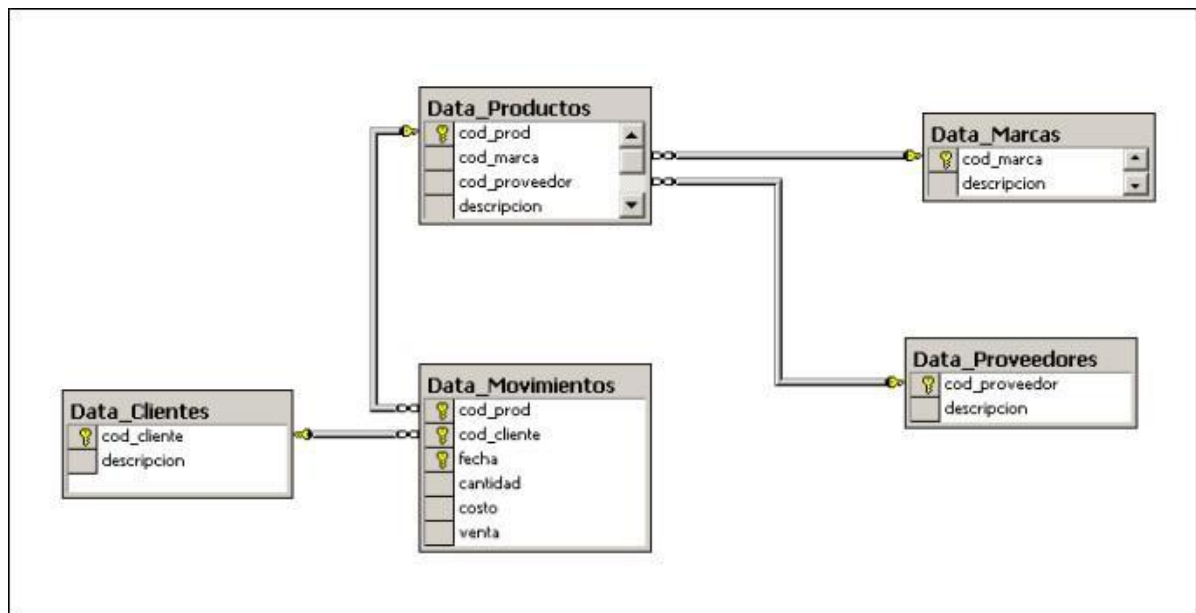 Data_Productos
cod_prod
cod_marca
cod_proveedor
descripcion
Data_Marcas
cod_marca
descripcion
Data_Proveedores
cod_proveedor
descripcion
Data_Movimientos
cod_prod
cod_cliente
fecha
cantidad
costo
venta
Data_Clientes
cod_cliente
descripcion